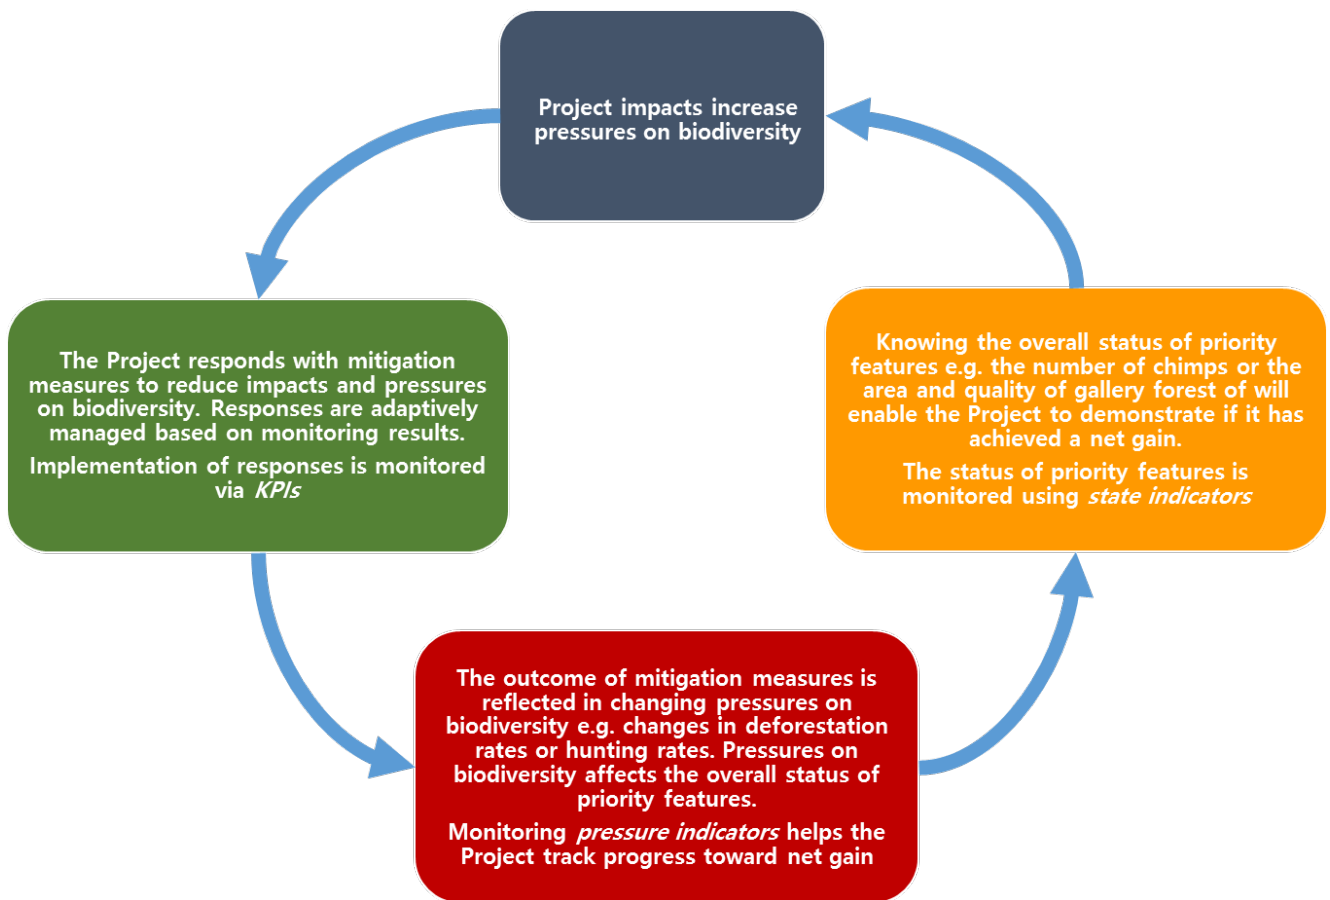 Project impacts increase
pressures on biodiversity
The Project responds with mitigation
measures to reduce impacts and pressures
on biodiversity. Responses are adaptively
managed based on monitoring results.
Implementation of responses is monitored
via KPIs
Knowing the overall status of priority
features e.g. the number of chimps or the
area and quality of gallery forest of will
enable the Project to demonstrate if it has
achieved a net gain.
The status of priority features is
monitored using state indicators
The outcome of mitigation measures is
reflected in changing pressures on
biodiversity e.g. changes in deforestation
rates or hunting rates. Pressures on
biodiversity affects the overall status of
priority features.
Monitoring pressure indicators helps the
Project track progress toward net gain